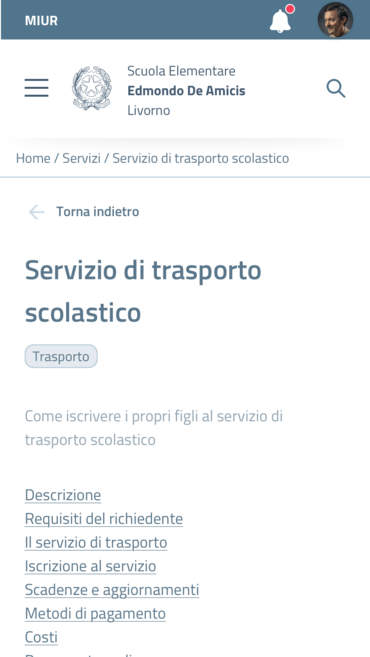 MIUR
Scuola Elementare
Edmondo De Amicis
Livorno
Home / Servizi / Servizio di trasporto scolastico
Torna indietro
Servizio di trasporto
scolastico
Trasporto
Come iscrivere i propri figli al servizio di
trasporto scolastico
Descrizione
Requisiti del richiedente
Il servizio di trasporto
Iscrizione al servizio
Scadenze e aggiornamenti
Metodi di pagamento
Costi